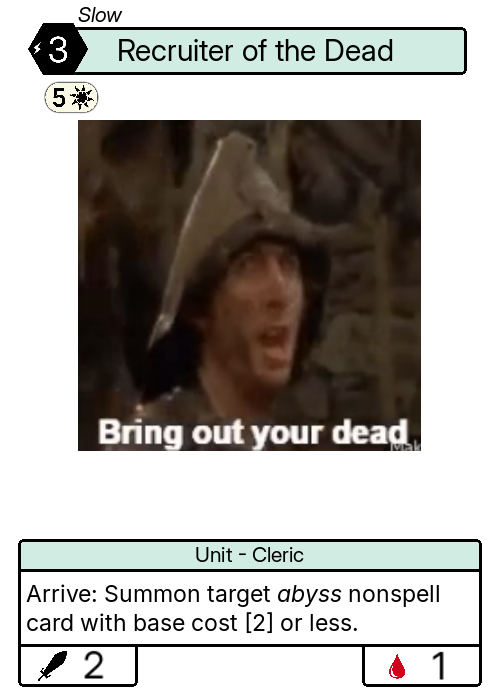 Slow
3
Recruiter of the Dead
5
Bring out your dead
Mak
Unit - Cleric
Arrive: Summon target abyss nonspell
card with base cost [2] or less.
2
1